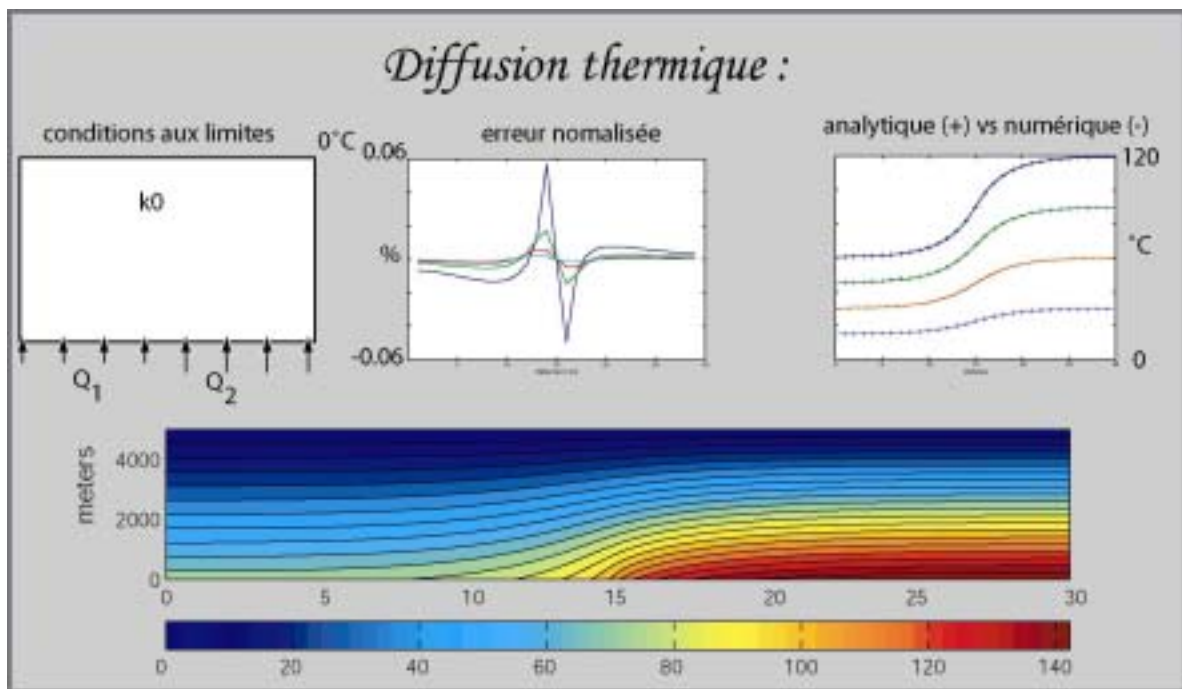 Diffusion thermique :
conditions aux limites
0°C
erreur nomalisée
analytique (+) vs numérique (-)
0.06
120
k0
%
°C
-0.06
0
Q1
Q2
meters
4000
2000
0
0 5 10 15 20 25 30
0 20 40 60 80 100 120 140